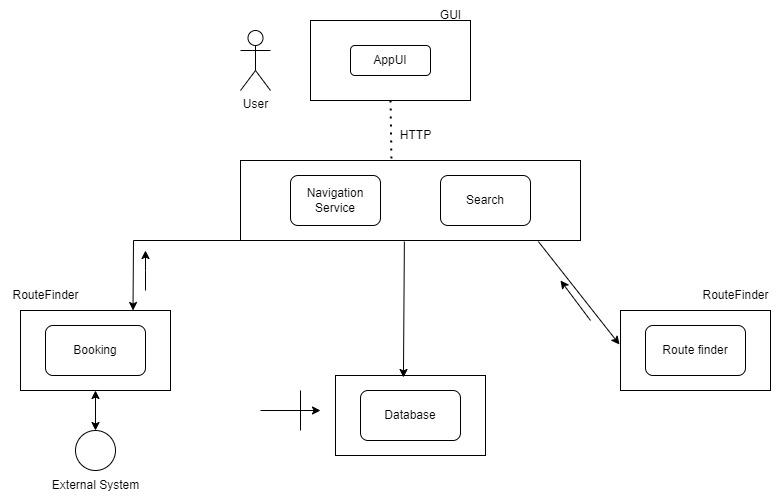 GUI
AppUI
User
HTTP
Navigation
Service
Search
RouteFinder
RouteFinder
Booking
Route finder
Database
External System